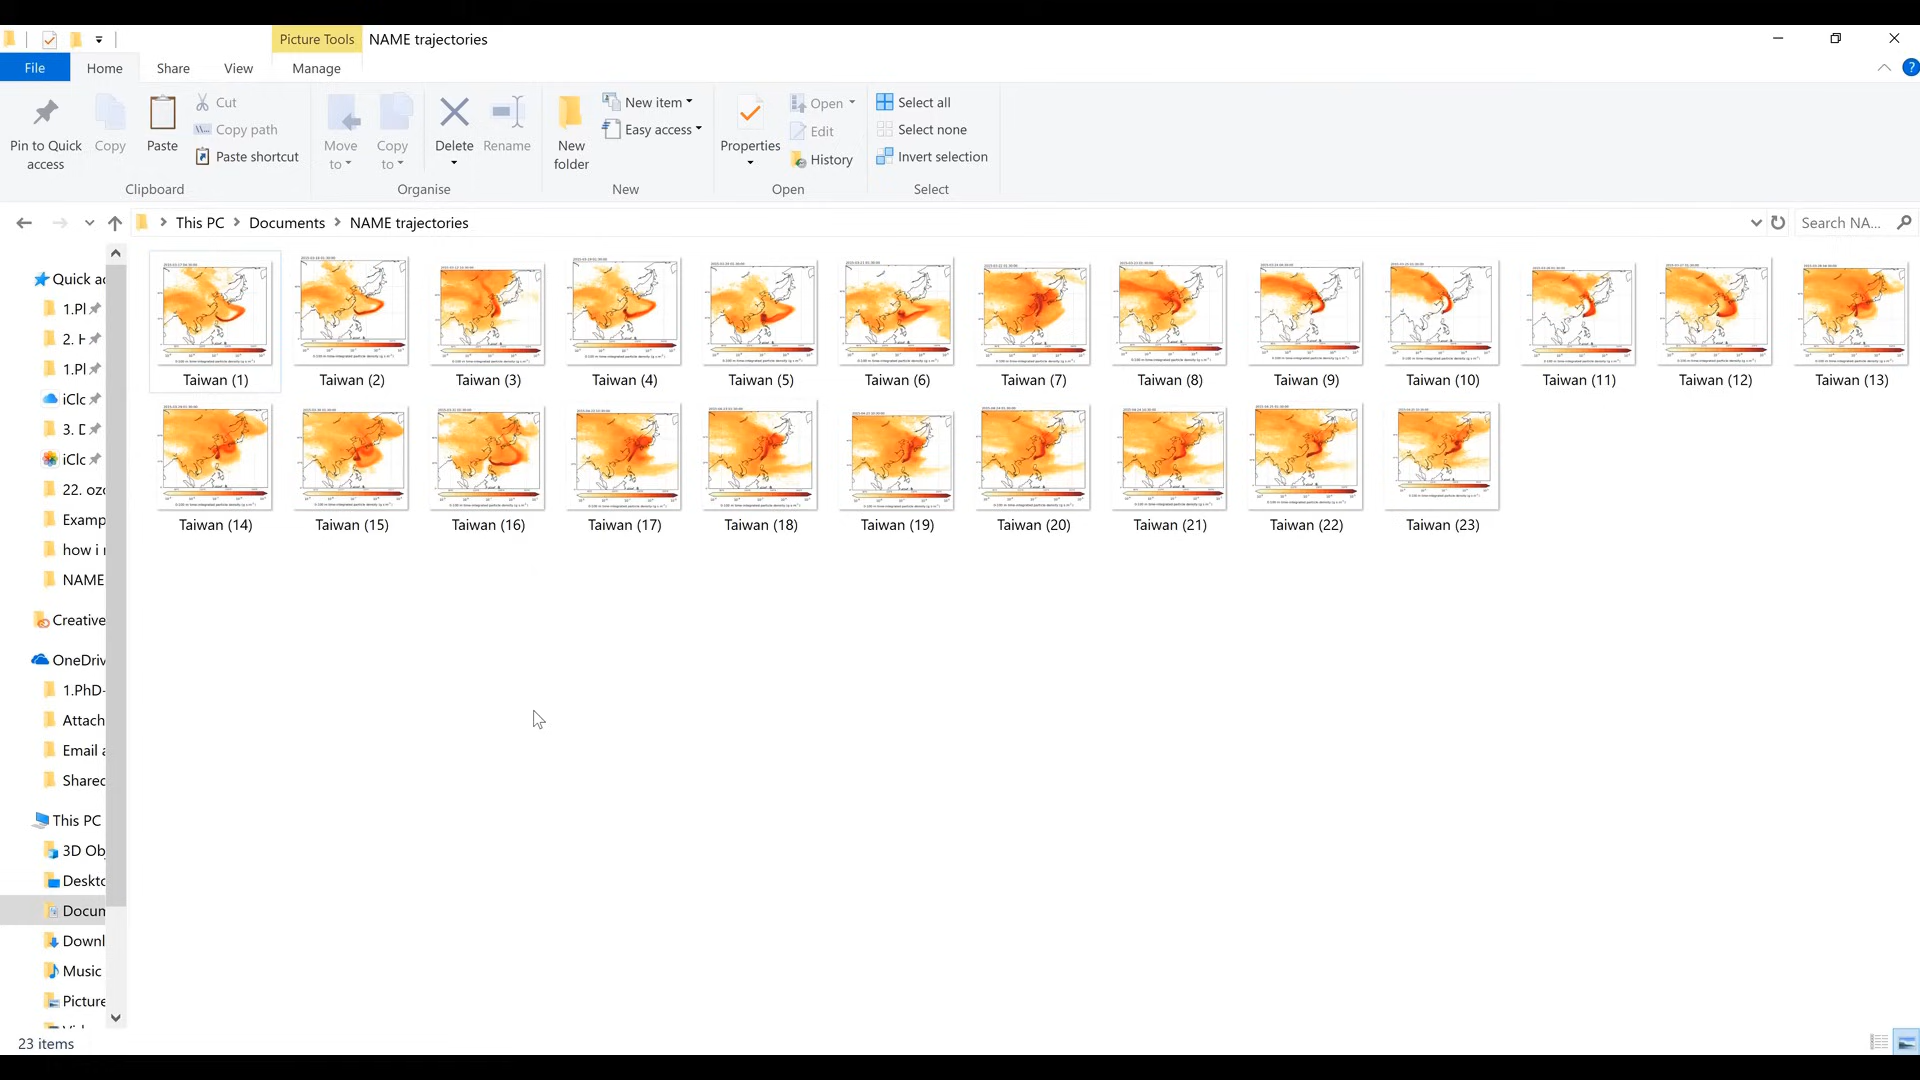 Picture Tools
NAME trajectories
File
Home
Share
View
Manage
Pin to Quick access
Copy
Paste
Cut
Copy path
Paste shortcut
Clipboard
Move to
Copy to
Delete
Rename
Organise
New folder
New item
Easy access
New
Properties
Open
Edit
History
Open
Select all
Select none
Invert selection
Select
This PC
Documents
NAME trajectories
Search NA...
Quick ac
1.Pl
2. H
1.Pl
iClc
3. D
iClc
22. ozo
Examp
how i r
NAME
Creative
OneDriv
1.PhD-
Attach
Email a
Shared
This PC
3D Obj
Deskto
Docum
Downl
Music
Picture
Taiwan (1)
Taiwan (2)
Taiwan (3)
Taiwan (4)
Taiwan (5)
Taiwan (6)
Taiwan (7)
Taiwan (8)
Taiwan (9)
Taiwan (10)
Taiwan (11)
Taiwan (12)
Taiwan (13)
Taiwan (14)
Taiwan (15)
Taiwan (16)
Taiwan (17)
Taiwan (18)
Taiwan (19)
Taiwan (20)
Taiwan (21)
Taiwan (22)
Taiwan (23)
23 items